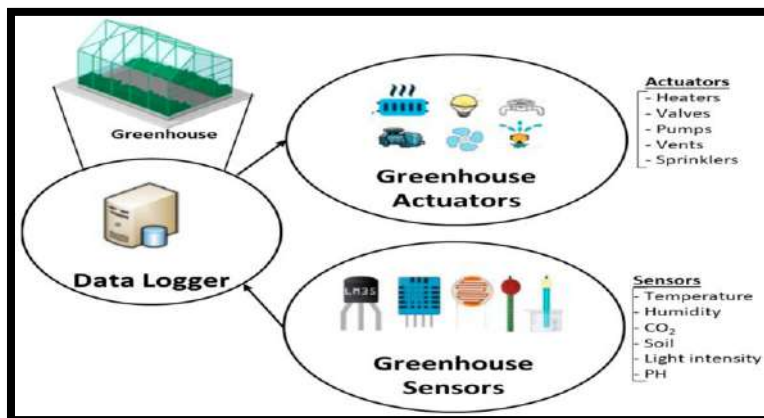 Greenhouse
Data Logger
Greenhouse
Actuators
Actuators
- Heaters
- Valves
- Pumps
- Vents
- Sprinklers
LM35
Greenhouse
Sensors
Sensors
- Temperature
- Humidity
- CO₂
- Soil
- Light intensity
- PH